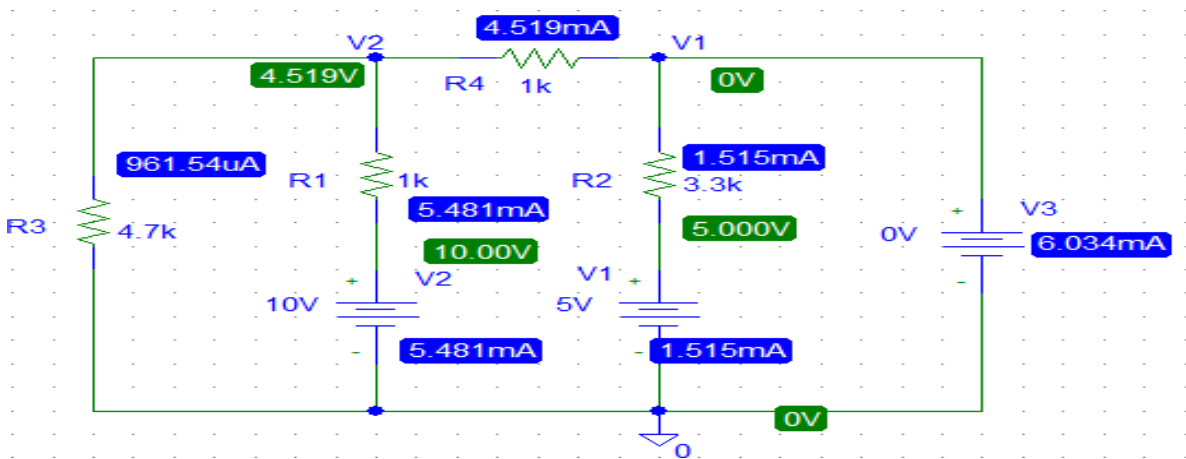 4.519mA
V2
V1
4.519V
R4
1k
0V
961.54uA
R1
1k
R2
1.515mA
3.3k
R3
4.7k
5.481mA
5.000V
+
V3
0V
6.034mA
10.00V
+
V2
V1
+
-
10V
5V
-
5.481mA
-
1.515mA
0V
0